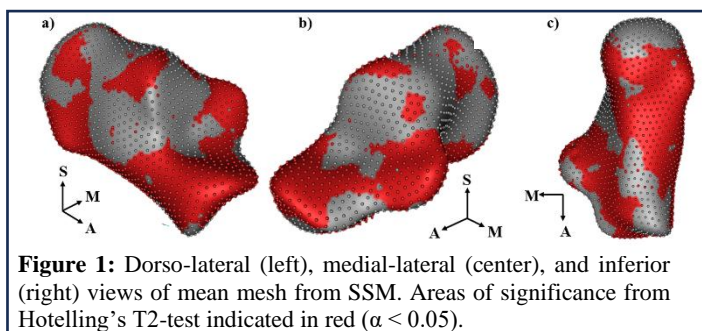 a) b) c)
S
M
A
S
A M
M
A
Figure 1: Dorso-lateral (left), medial-lateral (center), and inferior
(right) views of mean mesh from SSM. Areas of significance from
Hotelling's T2-test indicated in red (α < 0.05).